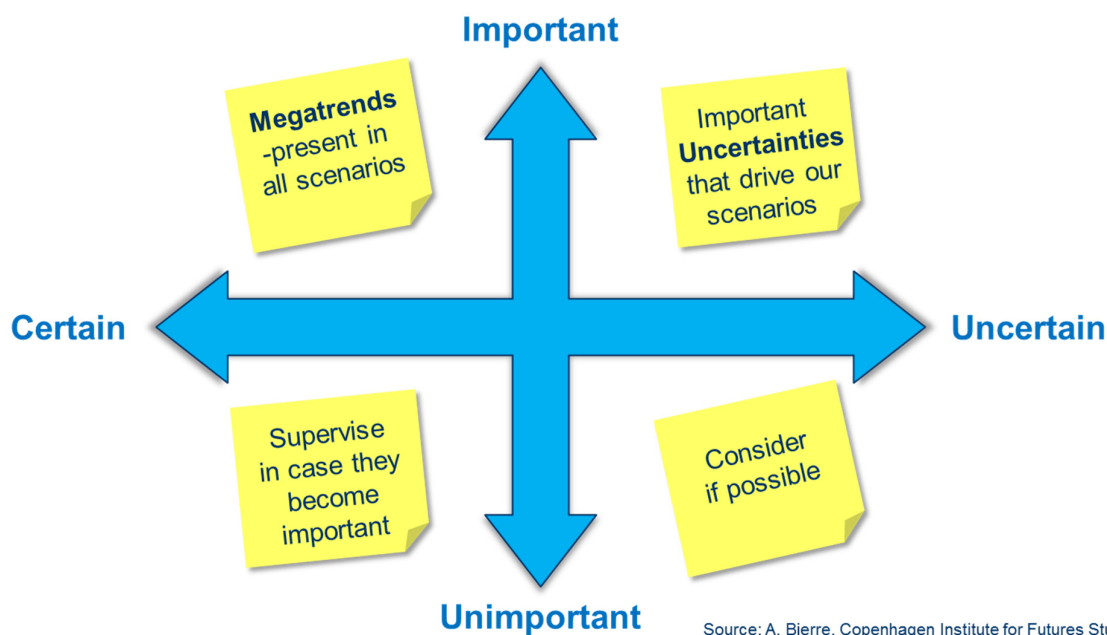 Important
Megatrends
-present in
all scenarios
Important
Uncertainties
that drive our
scenarios
Certain
Uncertain
Supervise
in case they
become
important
Consider
if possible
Unimportant
Source: A. Bierre, Copenhagen Institute for Futures